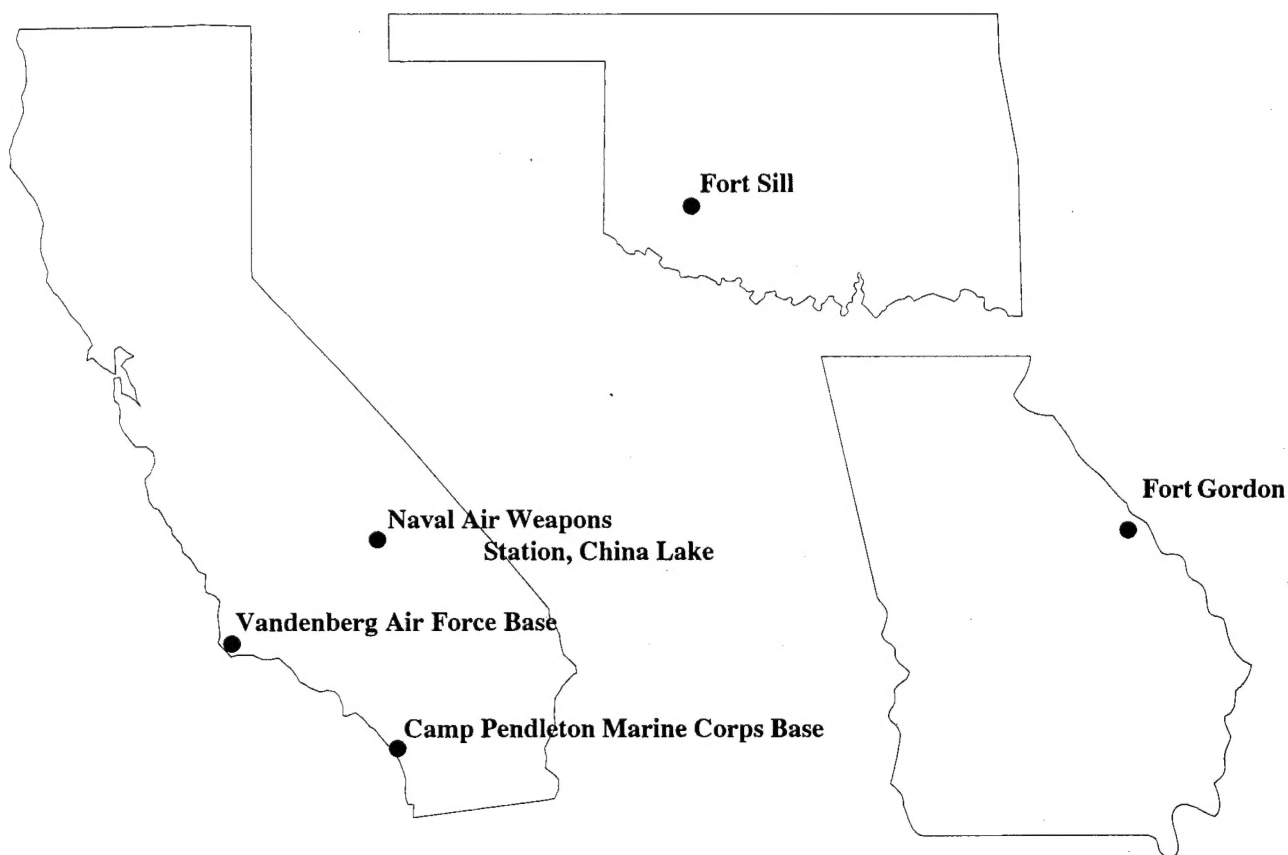 Fort Sill
Fort Gordon
Naval Air Weapons
Station, China Lake
Vandenberg Air Force Base
Camp Pendleton Marine Corps Base